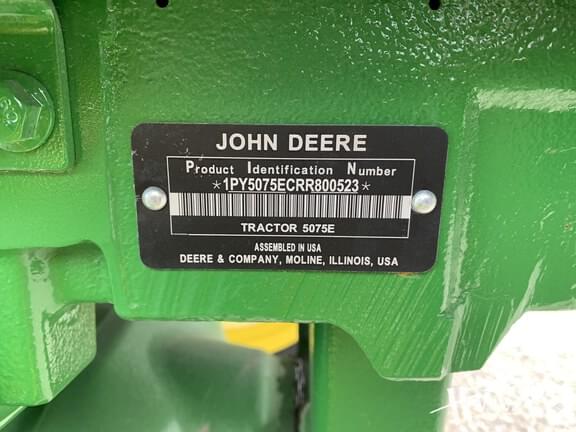 JOHN DEERE
Product Identification Number
*1PY5075ECRR800523*
TRACTOR 5075E
ASSEMBLED IN USA
DEERE & COMPANY, MOLINE, ILLINOIS, USA